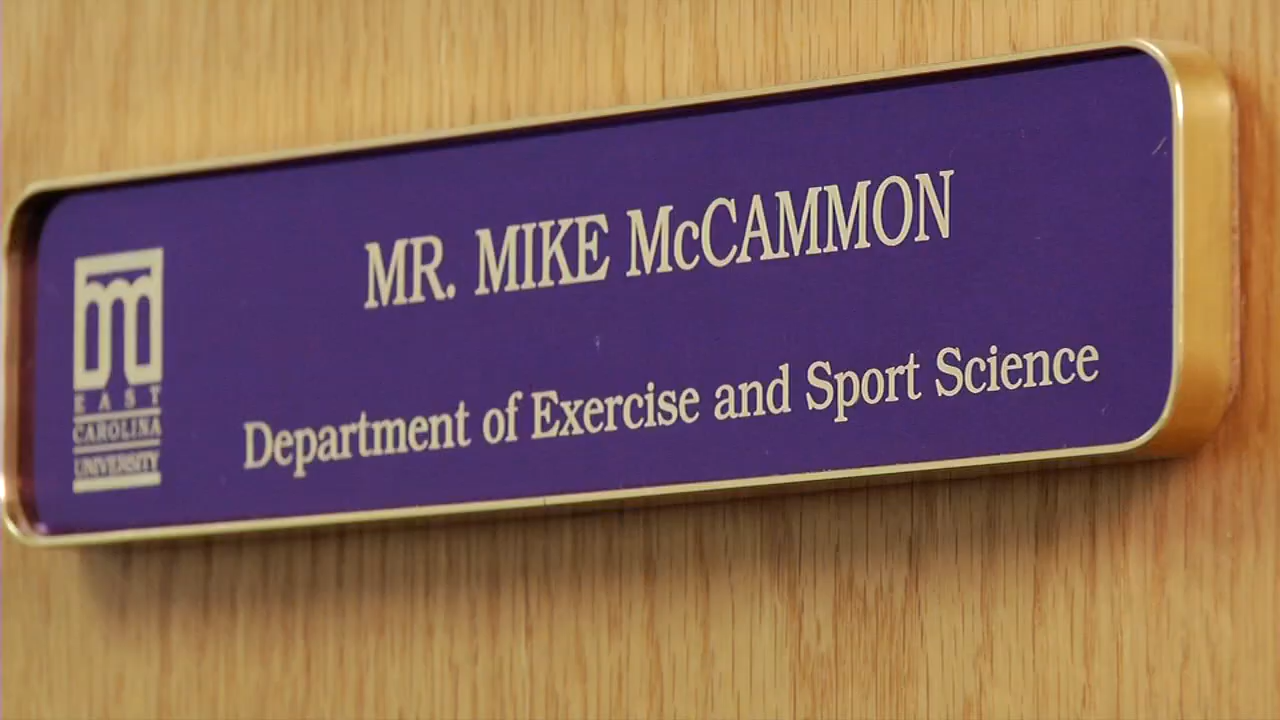 MR. MIKE McCAMMON
Department of Exercise and Sport Science
EAST
CAROLINA
UNIVERSITY